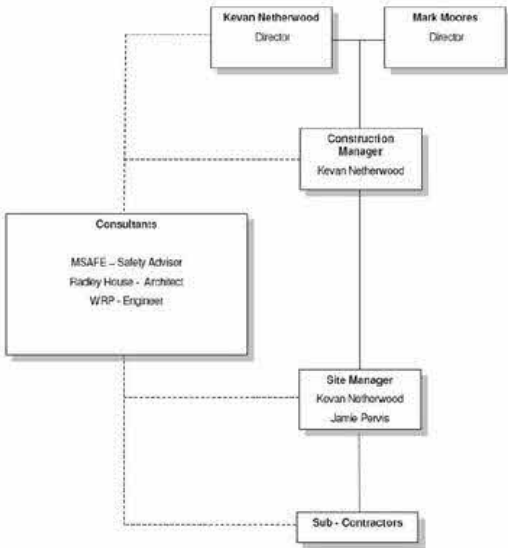 Kevan Netherwood
Director
Mark Moores
Director
Construction
Manager
Kevan Netherwood
Consultants
MSAFE - Safety Advisor
Radley House - Architect
WRP - Engineer
Site Manager
Kevan Netherwood
Jamie Pervis
Sub - Contractors